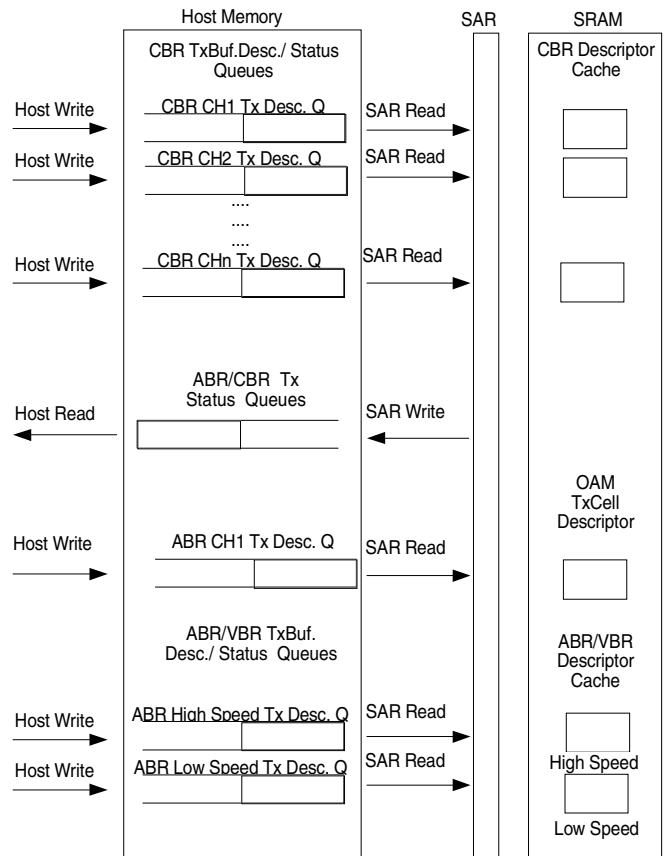 Host Memory
SAR
SRAM
CBR TxBuf.Desc./ Status
Queues
CBR Descriptor
Cache
Host Write
CBR CH1 Tx Desc. Q
SAR Read
Host Write
CBR CH2 Tx Desc. Q
SAR Read
....
....
....
Host Write
CBR CHn Tx Desc. Q
SAR Read
ABR/CBR Tx
Status Queues
Host Read
SAR Write
OAM
TxCell
Descriptor
Host Write
ABR CH1 Tx Desc. Q
SAR Read
ABR/VBR TxBuf.
Desc./ Status Queues
ABR/VBR
Descriptor
Cache
Host Write
ABR High Speed Tx Desc. Q
SAR Read
High Speed
Host Write
ABR Low Speed Tx Desc. Q
SAR Read
Low Speed